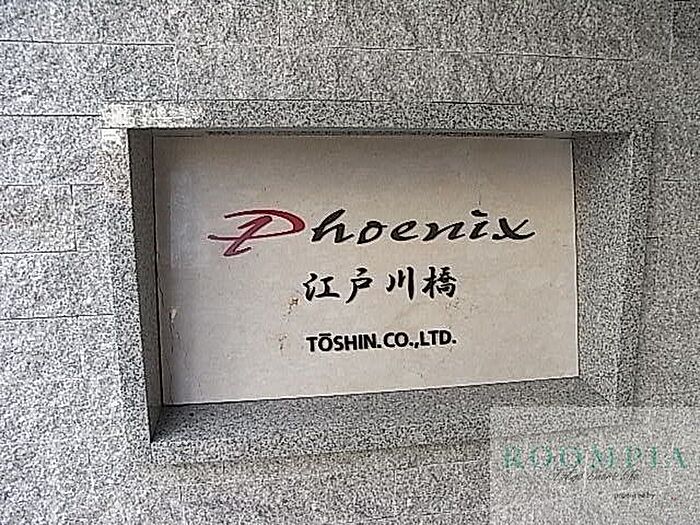 Phoenix
江戸川橋
TŌSHIN.CO.,LTD.
ROOMPIA